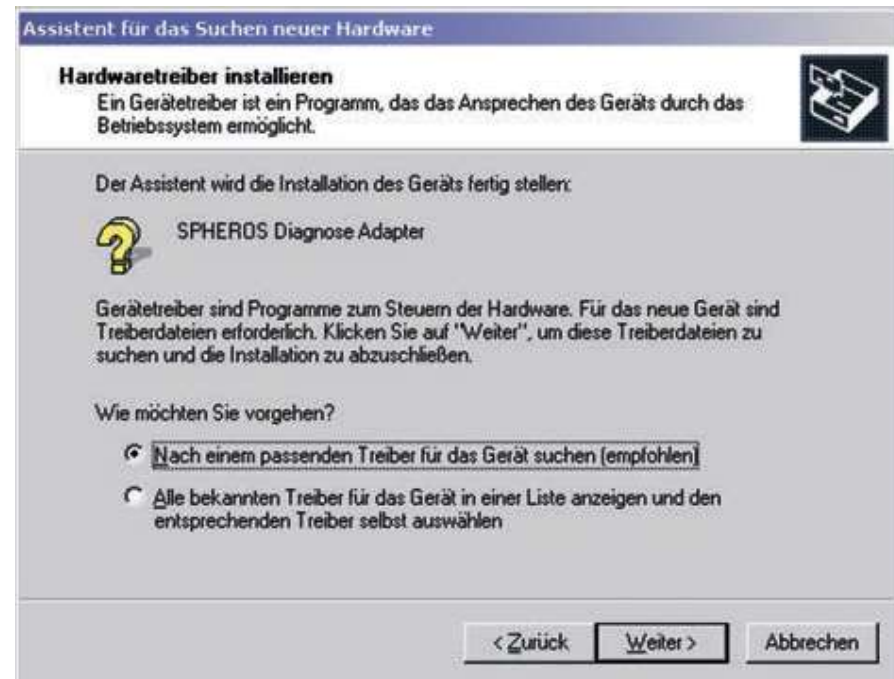 Assistent für das Suchen neuer Hardware
Hardwaretreiber installieren
Ein Gerätetreiber ist ein Programm, das das Ansprechen des Geräts durch das
Betriebssystem ermöglicht.
Der Assistent wird die Installation des Geräts fertig stellen:
SPHEROS Diagnose Adapter
Gerätetreiber sind Programme zum Steuern der Hardware. Für das neue Gerät sind
Treiberdateien erforderlich. Klicken Sie auf "Weiter", um diese Treiberdateien zu
suchen und die Installation zu abzuschließen.
Wie möchten Sie vorgehen?
Nach einem passenden Treiber für das Gerät suchen (empfohlen)
Alle bekannten Treiber für das Gerät in einer Liste anzeigen und den
entsprechenden Treiber selbst auswählen
< Zurück Weiter > Abbrechen